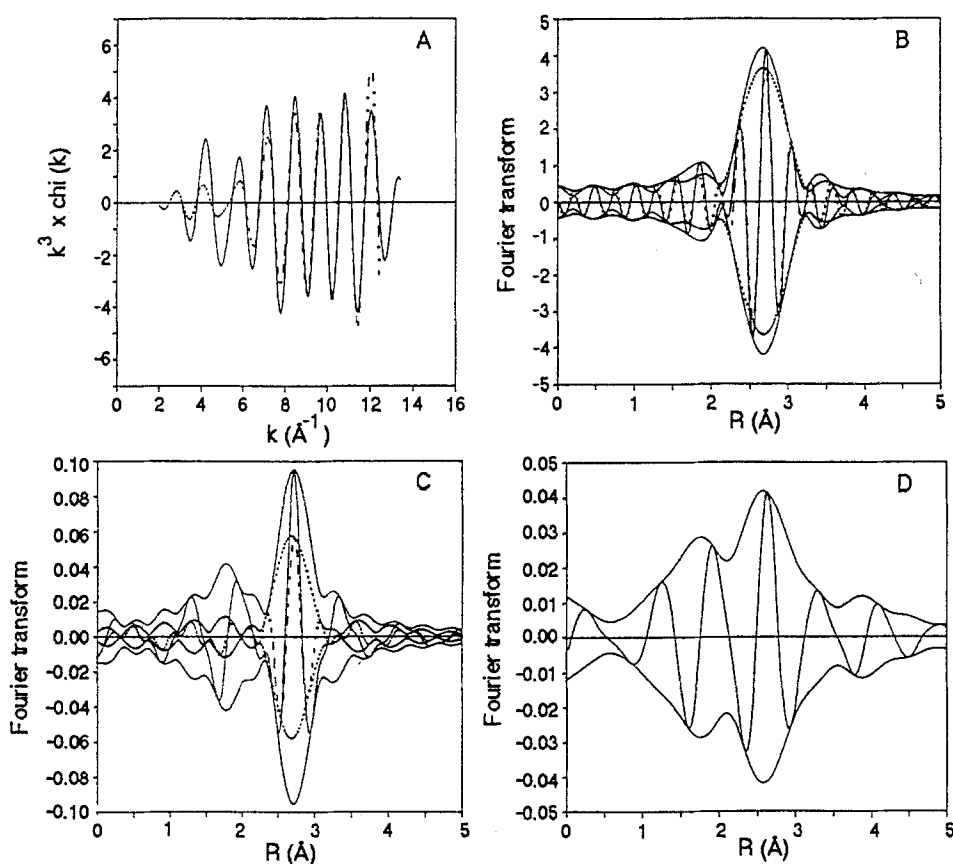 A
k³ x chi (k)
6
4
2
0
-2
-4
-6
0 2 4 6 8 10 12 14 16
k (Å⁻¹)
B
Fourier transform
5
4
3
2
1
0
-1
-2
-3
-4
-5
0 1 2 3 4 5
R (Å)
C
Fourier transform
0.10
0.08
0.06
0.04
0.02
0.00
-0.02
-0.04
-0.06
-0.08
-0.10
0 1 2 3 4 5
R (Å)
D
Fourier transform
0.05
0.04
0.03
0.02
0.01
0.00
-0.01
-0.02
-0.03
-0.04
-0.05
0 1 2 3 4 5
R (Å)